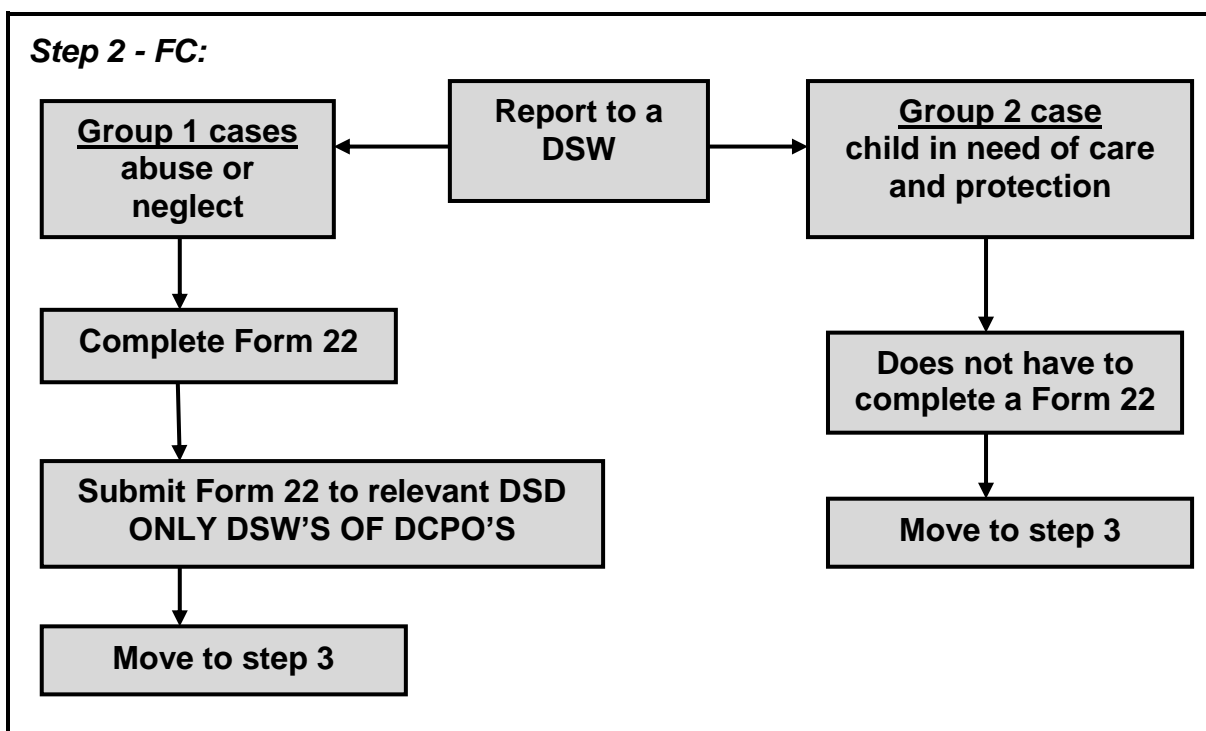 Step 2 - FC:
Group 1 cases
abuse or
neglect
Report to a
DSW
Group 2 case
child in need of care
and protection
Complete Form 22
Does not have to
complete a Form 22
Submit Form 22 to relevant DSD
ONLY DSW’S OF DCPO’S
Move to step 3
Move to step 3